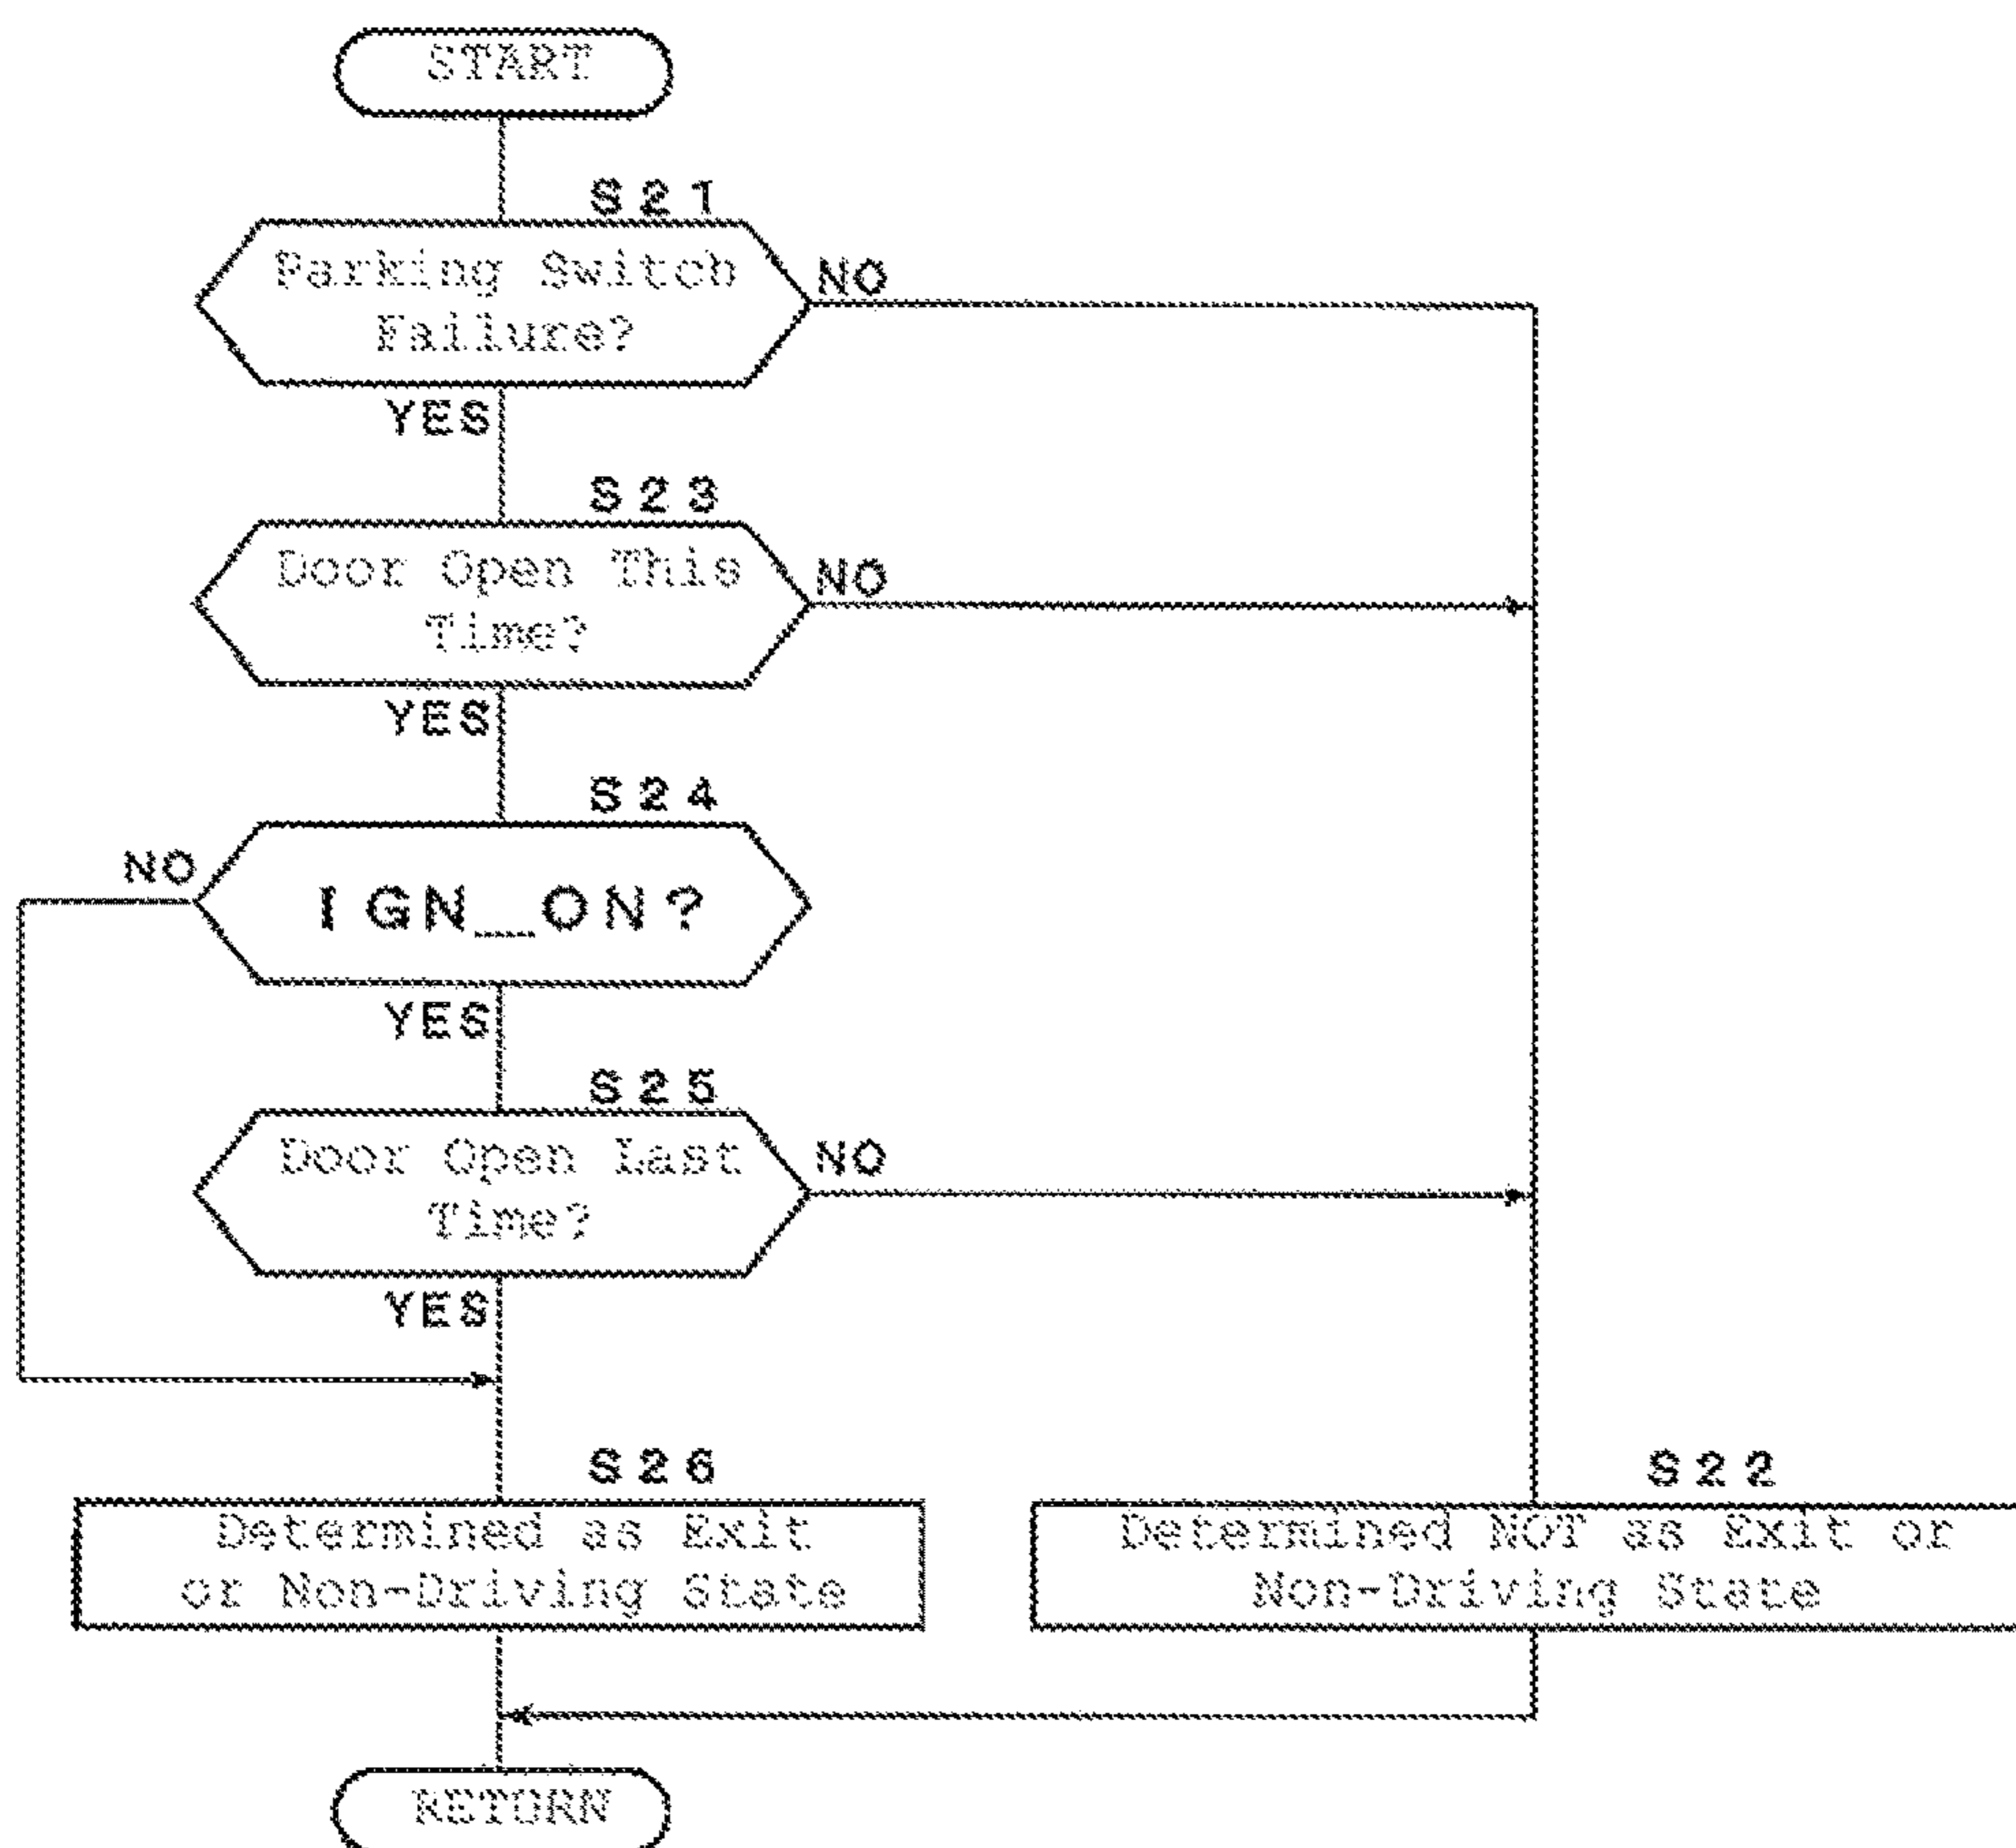 START
S21
Parking Switch
Failure?
NO
YES
S23
Door Open This
Time?
NO
YES
S24
NO
IGN_ON?
YES
S25
Door Open Last
Time?
NO
YES
S26
Determined as Exit
or Non-Driving State
S22
Determined NOT as Exit or
Non-Driving State
RETURN